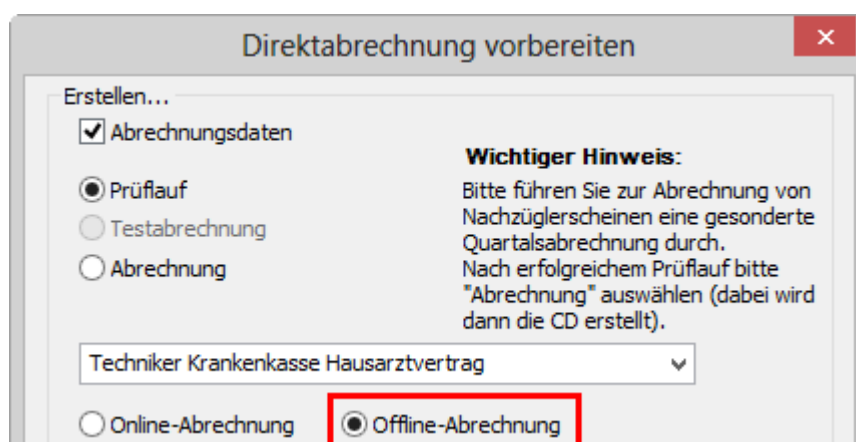 Direktabrechnung vorbereiten
Erstellen...
Abrechnungsdaten
Wichtiger Hinweis:
Prüflauf
Bitte führen Sie zur Abrechnung von
Testabrechnung
Nachzüglerscheinen eine gesonderte
Quartalsabrechnung durch.
Abrechnung
Nach erfolgreichem Prüflauf bitte
"Abrechnung" auswählen (dabei wird
dann die CD erstellt).
Techniker Krankenkasse Hausarztvertrag
Online-Abrechnung
Offline-Abrechnung